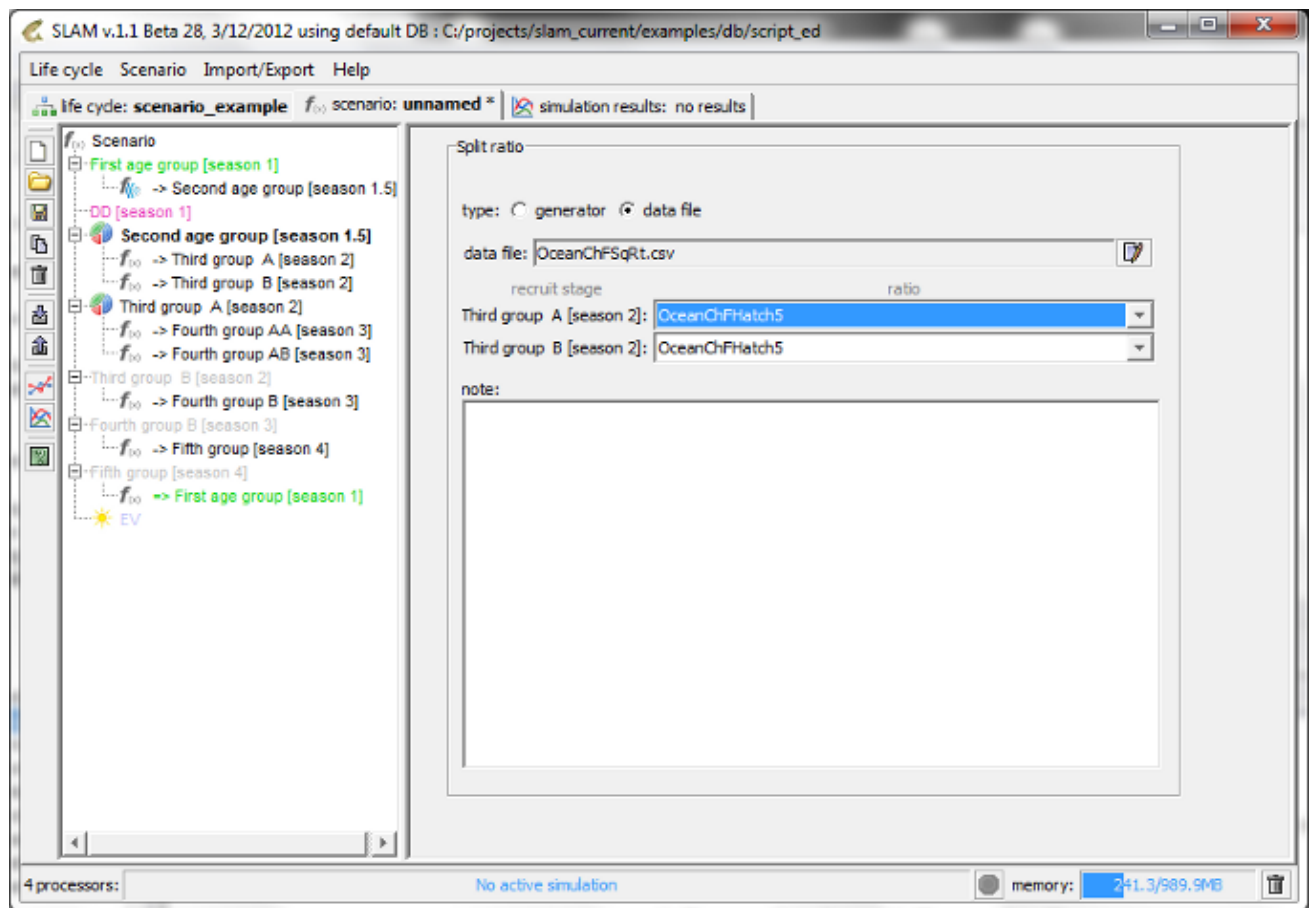 SLAM v.1.1 Beta 28, 3/12/2012 using default DB : C:/projects/slam_current/examples/db/script_ed
Life cycle Scenario Import/Export Help
life cycle: scenario_example f(x) scenario: unnamed * simulation results: no results
f(x) Scenario
First age group [season 1]
-> Second age group [season 1.5]
DD [season 1]
Second age group [season 1.5]
f(x) -> Third group A [season 2]
f(x) -> Third group B [season 2]
Third group A [season 2]
f(x) -> Fourth group AA [season 3]
f(x) -> Fourth group AB [season 3]
Third group B [season 2]
f(x) -> Fourth group B [season 3]
Fourth group B [season 3]
f(x) -> Fifth group [season 4]
Fifth group [season 4]
f(x) => First age group [season 1]
EV
Split ratio
type: generator data file
data file: OceanChFSqRt.csv
recruit stage ratio
Third group A [season 2]: OceanChFHatch5
Third group B [season 2]: OceanChFHatch5
note:
4 processors: No active simulation memory: 241.3/989.9MB